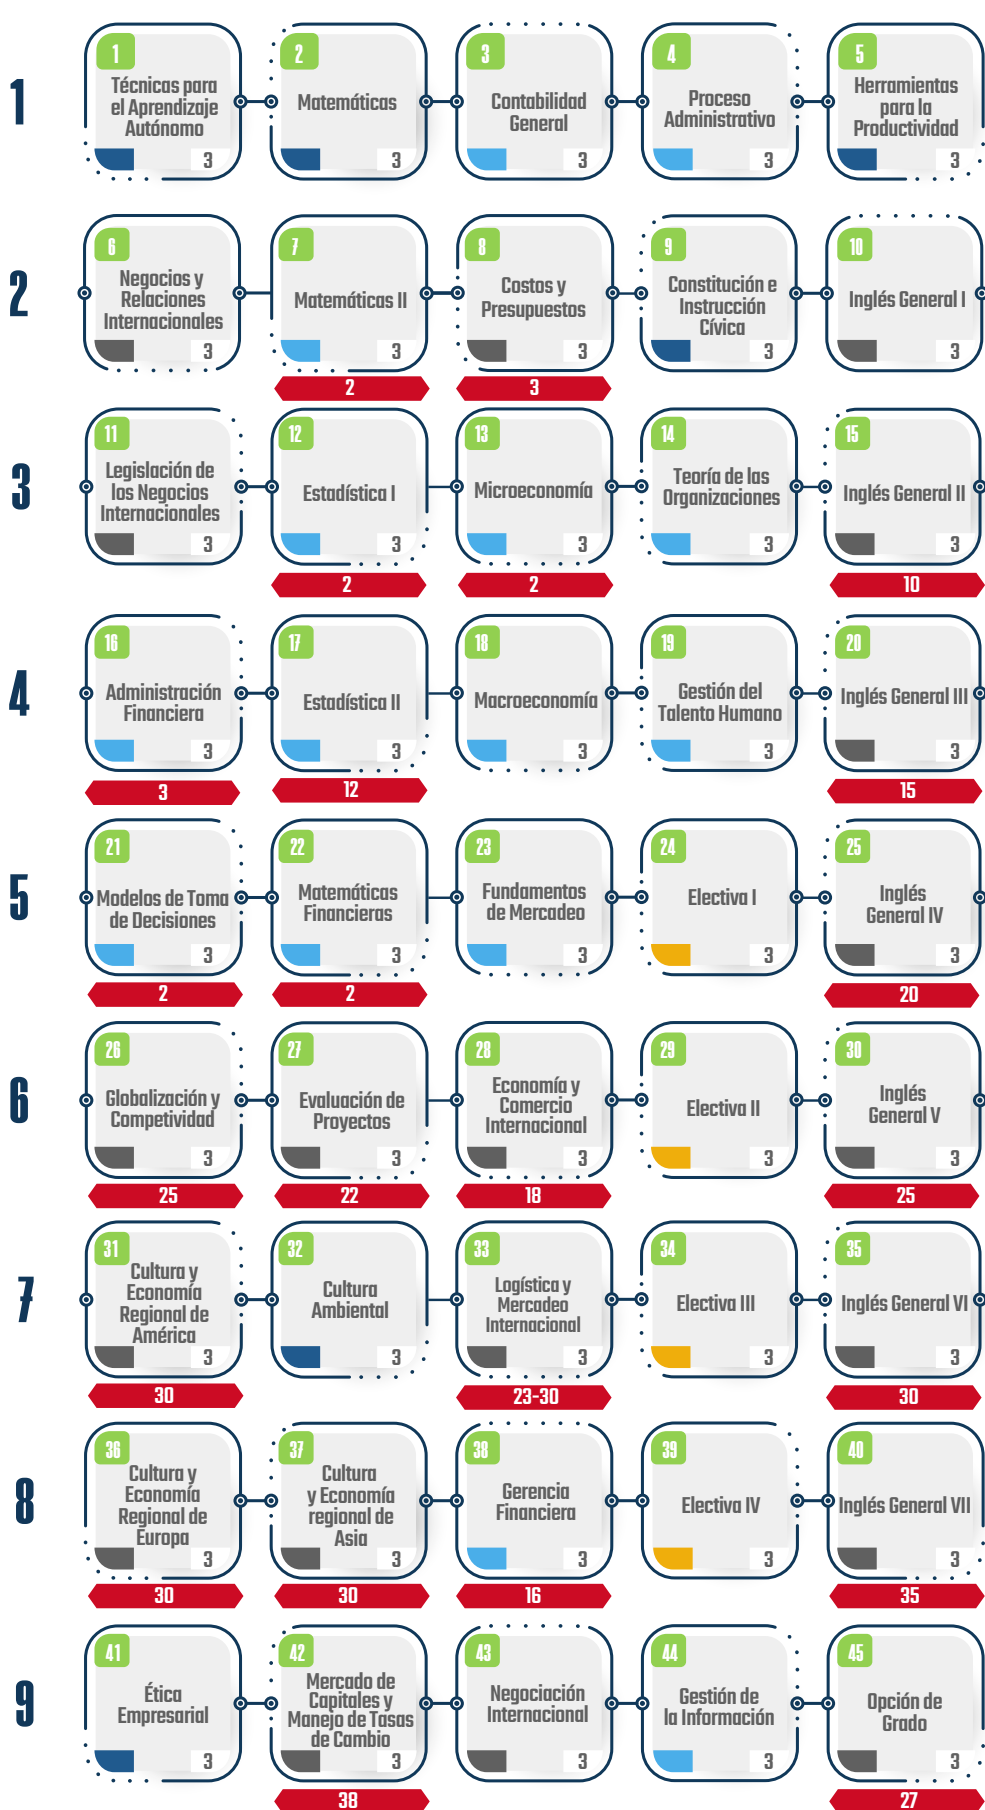 1
1
Técnicas para
el Aprendizaje
Autónomo
3
2
Matemáticas
3
3
Contabilidad
General
3
4
Proceso
Administrativo
3
5
Herramientas
para la
Productividad
3
2
6
Negocios y
Relaciones
Internacionales
3
7
Matemáticas II
3
2
8
Costos y
Presupuestos
3
3
9
Constitución e
Instrucción
Cívica
3
10
Inglés General I
3
3
11
Legislación de
los Negocios
Internacionales
3
12
Estadística I
3
2
13
Microeconomía
3
2
14
Teoría de las
Organizaciones
3
15
Inglés General II
3
10
4
16
Administración
Financiera
3
3
17
Estadística II
3
12
18
Macroeconomía
3
19
Gestión del
Talento Humano
3
20
Inglés General III
3
15
5
21
Modelos de Toma
de Decisiones
3
2
22
Matemáticas
Financieras
3
2
23
Fundamentos
de Mercadeo
3
24
Electiva I
3
25
Inglés
General IV
3
20
6
26
Globalización y
Competividad
3
25
27
Evaluación de
Proyectos
3
22
28
Economía y
Comercio
Internacional
3
18
29
Electiva II
3
30
Inglés
General V
3
25
7
31
Cultura y
Economía
Regional de
América
3
30
32
Cultura
Ambiental
3
33
Logística y
Mercadeo
Internacional
3
23-30
34
Electiva III
3
35
Inglés General VI
3
30
8
36
Cultura y
Economía
Regional de
Europa
3
30
37
Cultura
y Economía
regional de
Asia
3
30
38
Gerencia
Financiera
3
16
39
Electiva IV
3
40
Inglés General VII
3
35
9
41
Ética
Empresarial
3
42
Mercado de
Capitales y
Manejo de Tasas
de Cambio
3
38
43
Negociación
Internacional
3
44
Gestión de
la Información
3
45
Opción de
Grado
3
27